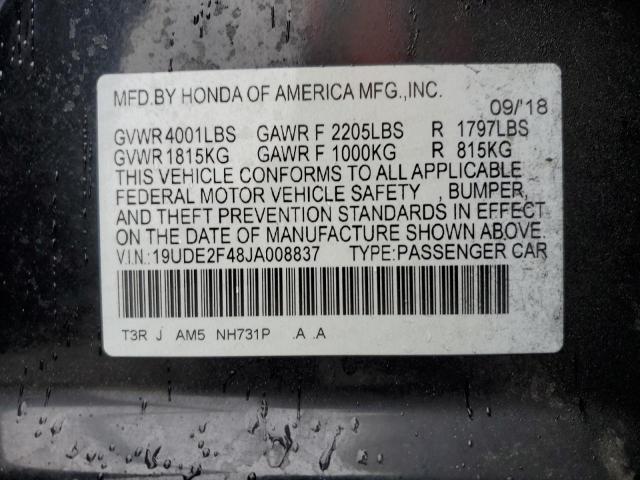 MFD.BY HONDA OF AMERICA MFG.,INC.
09/'18
GVWR 4001LBS GAWR F 2205LBS R 1797LBS
GVWR 1815KG GAWR F 1000KG R 815KG
THIS VEHICLE CONFORMS TO ALL APPLICABLE
FEDERAL MOTOR VEHICLE SAFETY , BUMPER,
AND THEFT PREVENTION STANDARDS IN EFFECT
ON THE DATE OF MANUFACTURE SHOWN ABOVE.
V.I.N.:19UDE2F48JA008837 TYPE:PASSENGER CAR
T3R J AM5 NH731P .A .A